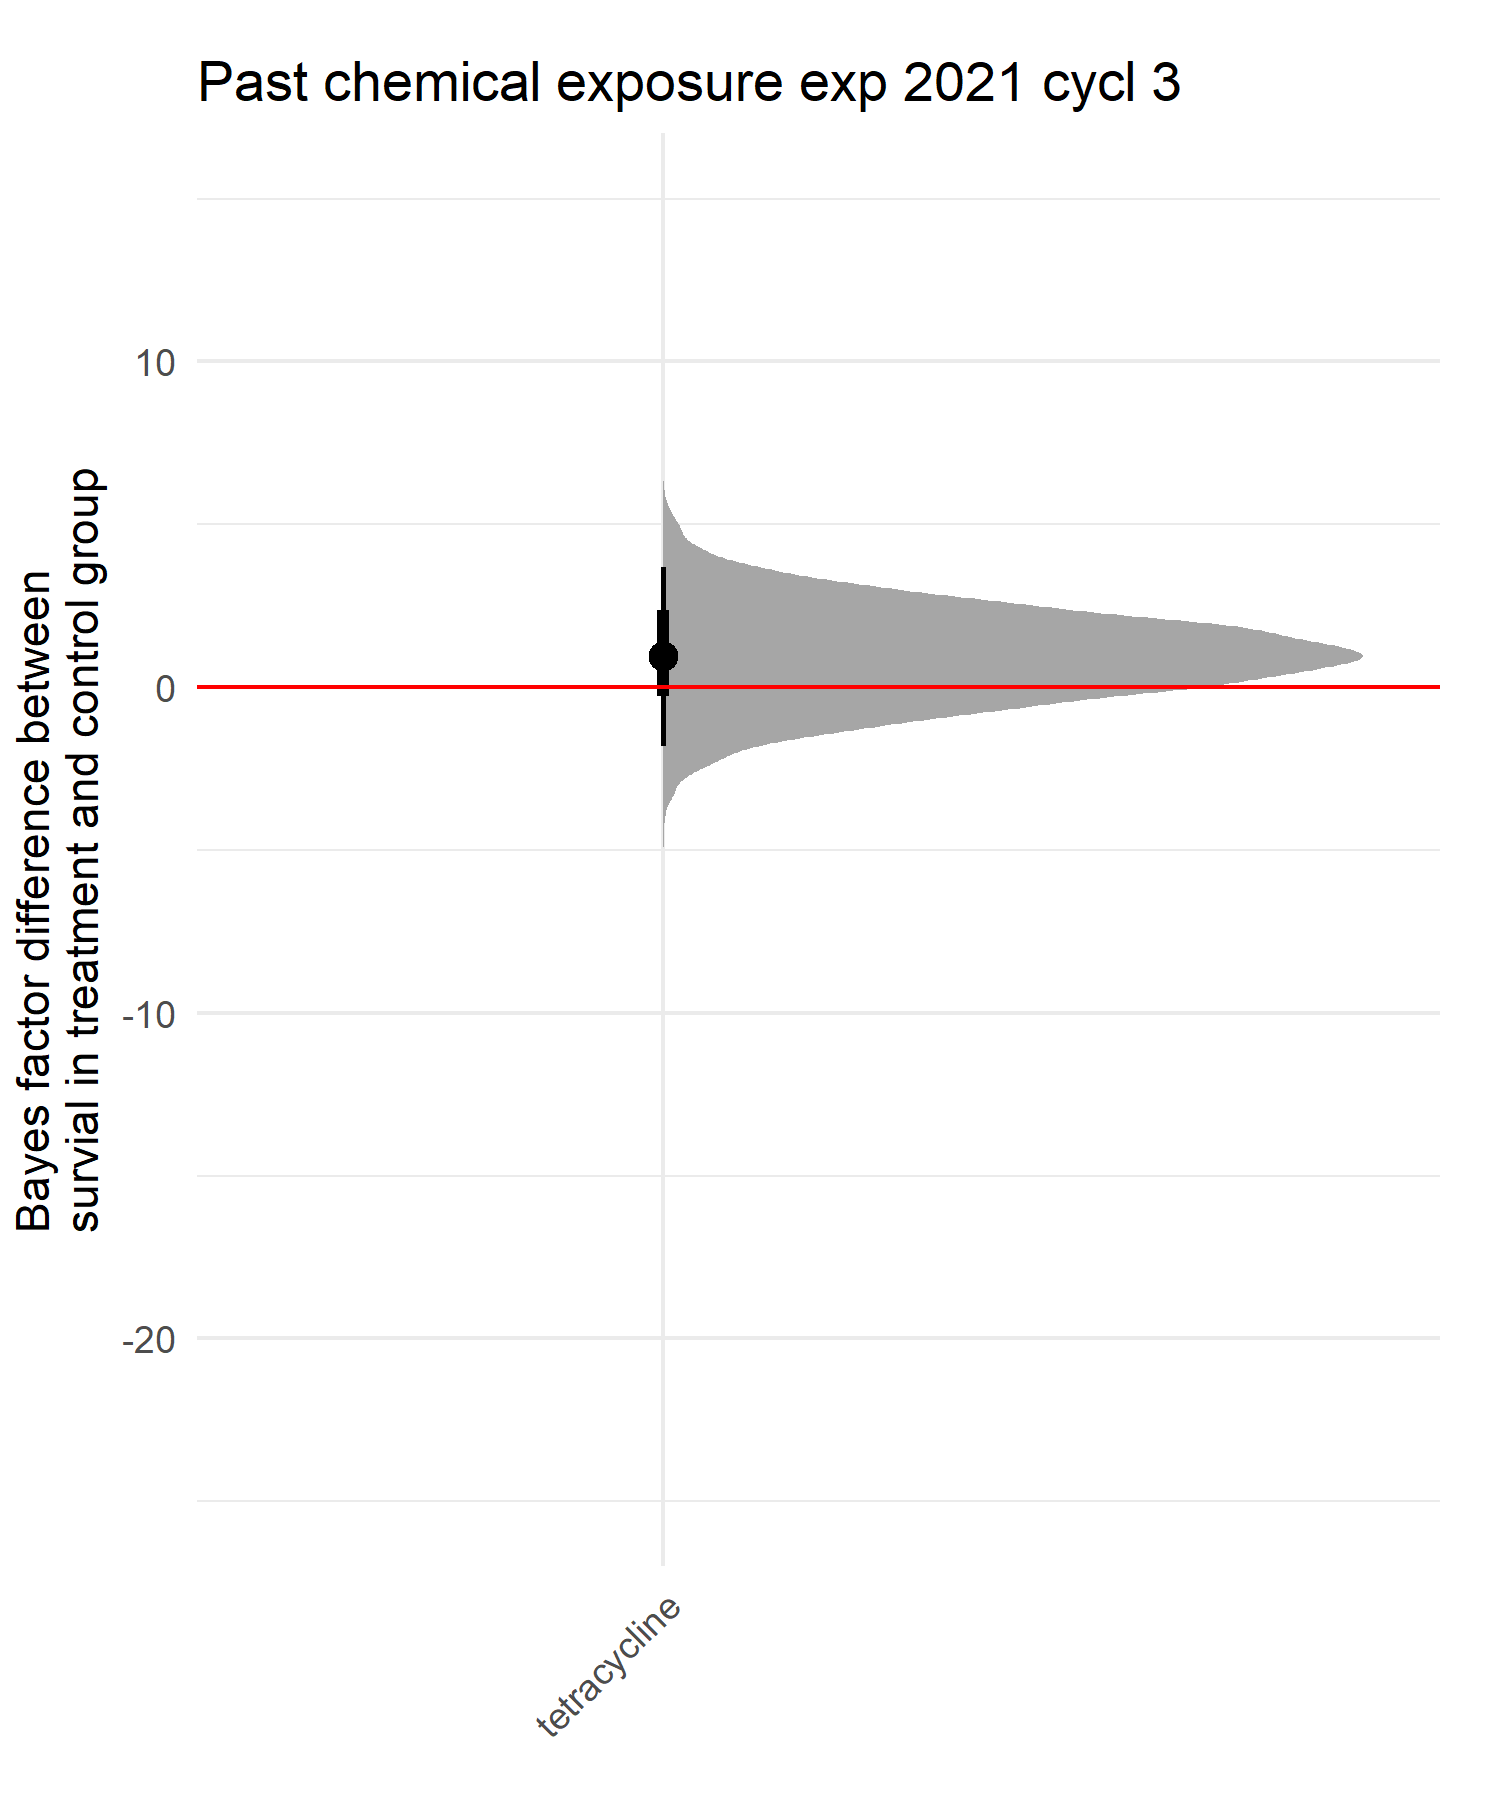 Past chemical exposure exp 2021 cycl 3
Bayes factor difference between
survial in treatment and control group
10
0
-10
-20
tetracycline